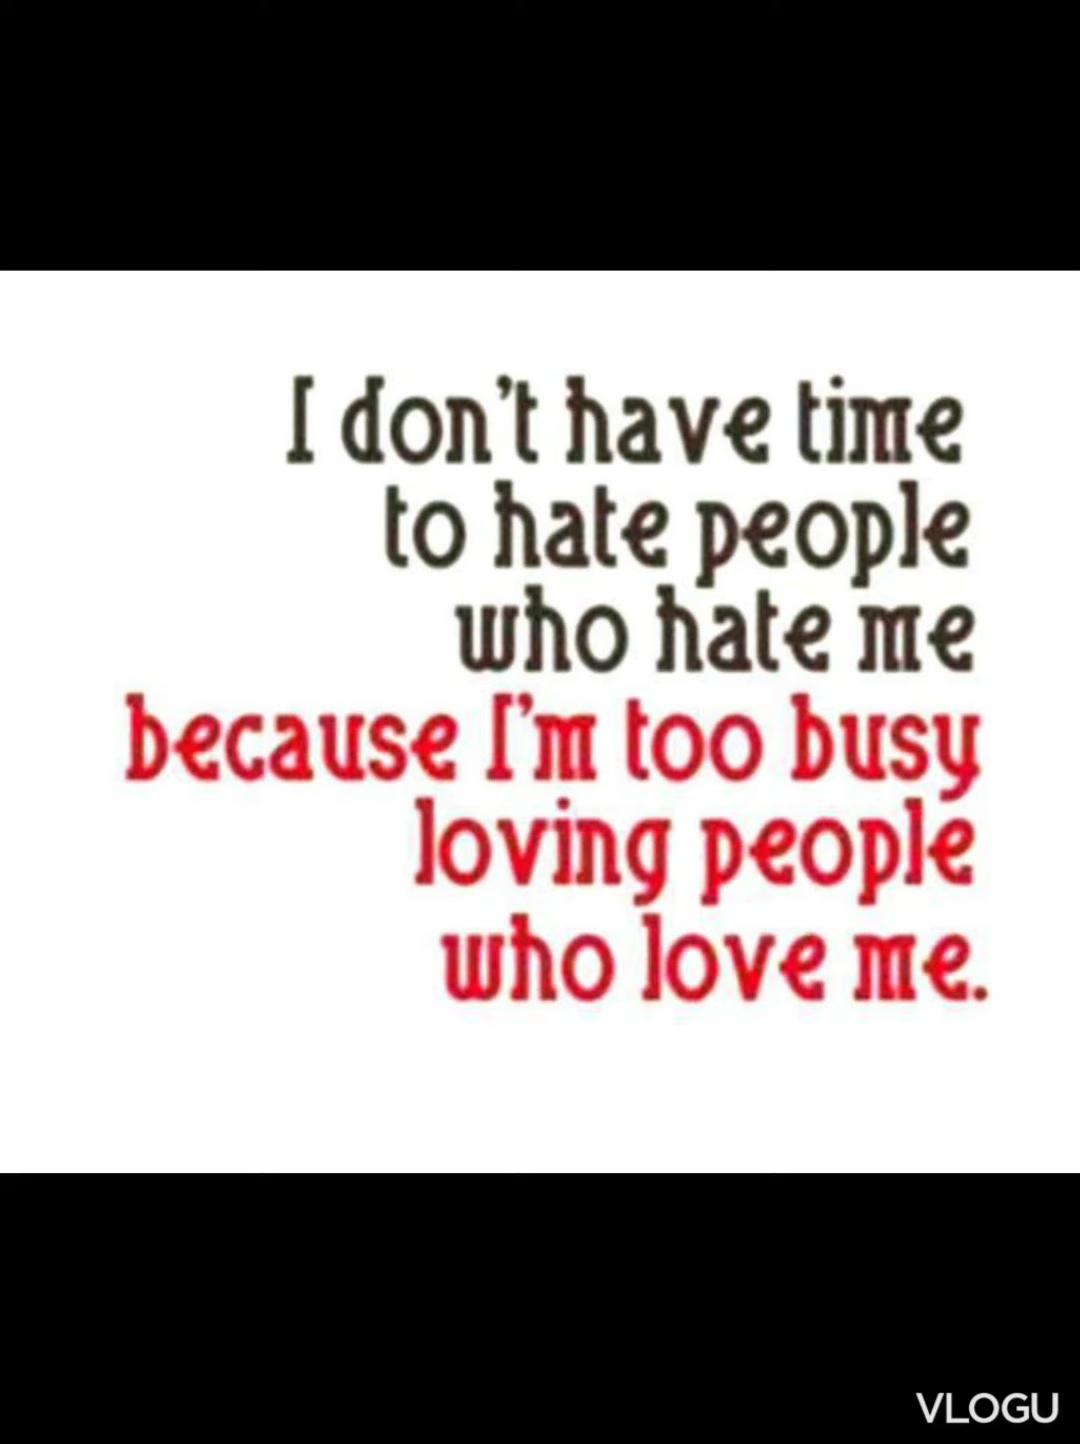 I don't have time
to hate people
who hate me
because I'm too busy
loving people
who love me.
VLOGU